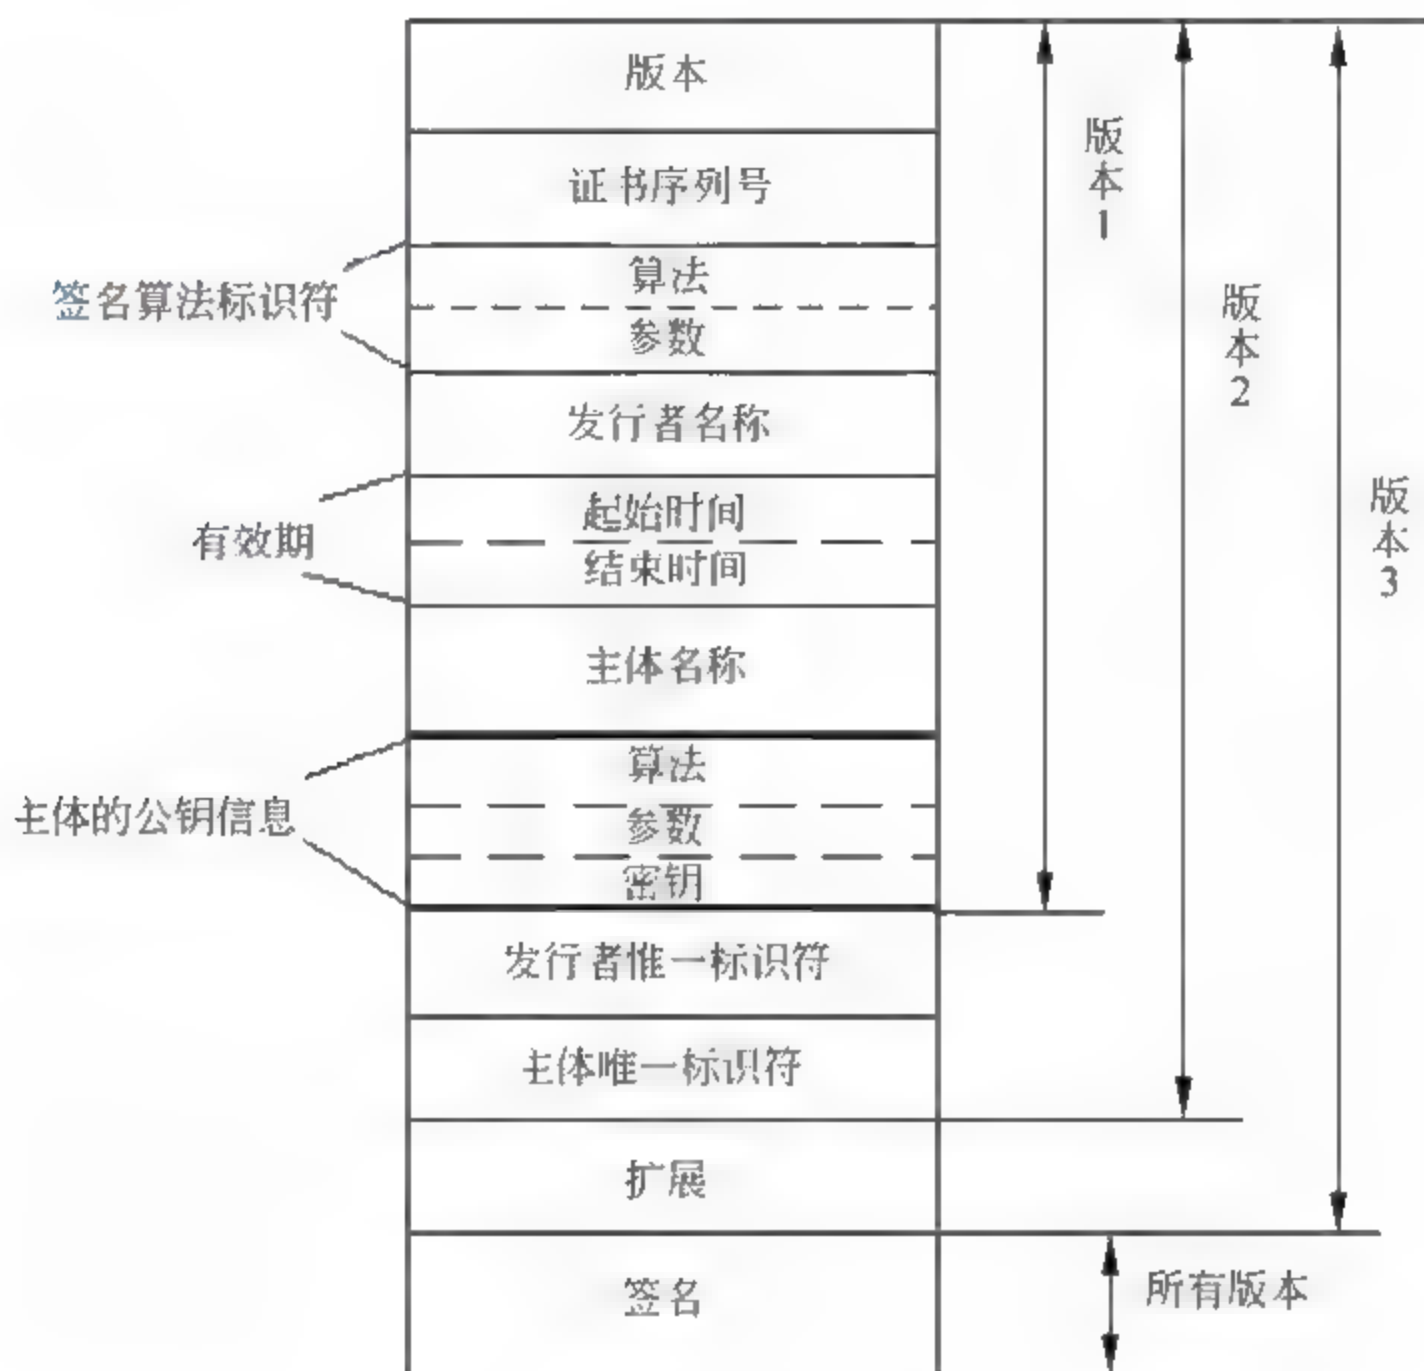 版本
证书序列号
签名算法标识符
算法
参数
发行者名称
有效期
起始时间
结束时间
主体名称
主体的公钥信息
算法
参数
密钥
发行者惟一标识符
主体唯一标识符
扩展
签名
版本1
版本2
版本3
所有版本